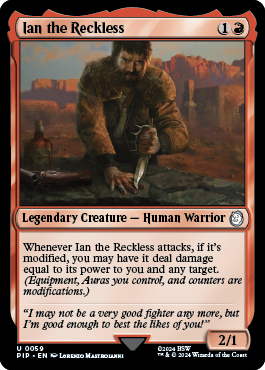 Ian the Reckless 1
Legendary Creature — Human Warrior
Whenever Ian the Reckless attacks, if it's
modified, you may have it deal damage
equal to its power to you and any target.
(Equipment, Auras you control, and counters are
modifications.)
“I may not be a very good fighter any more, but
I'm good enough to best the likes of you!”
2/1
U 0059
PIP • EN Lorenzo Mastroianni
©2024 BSW
™ & © 2024 Wizards of the Coast